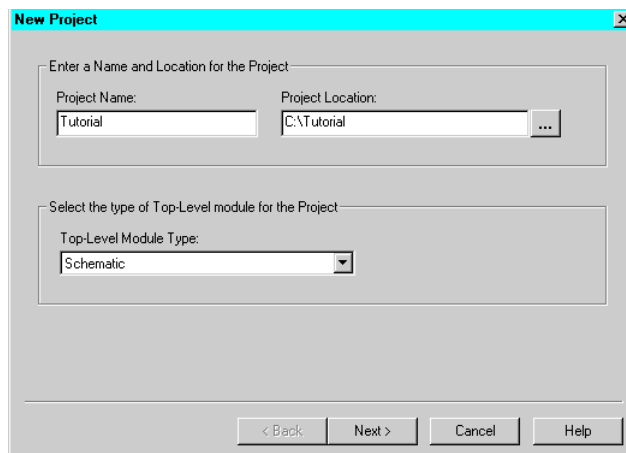 New Project
Enter a Name and Location for the Project
Project Name:
Project Location:
Tutorial
C:\Tutorial
...
Select the type of Top-Level module for the Project
Top-Level Module Type:
Schematic
< Back
Next >
Cancel
Help